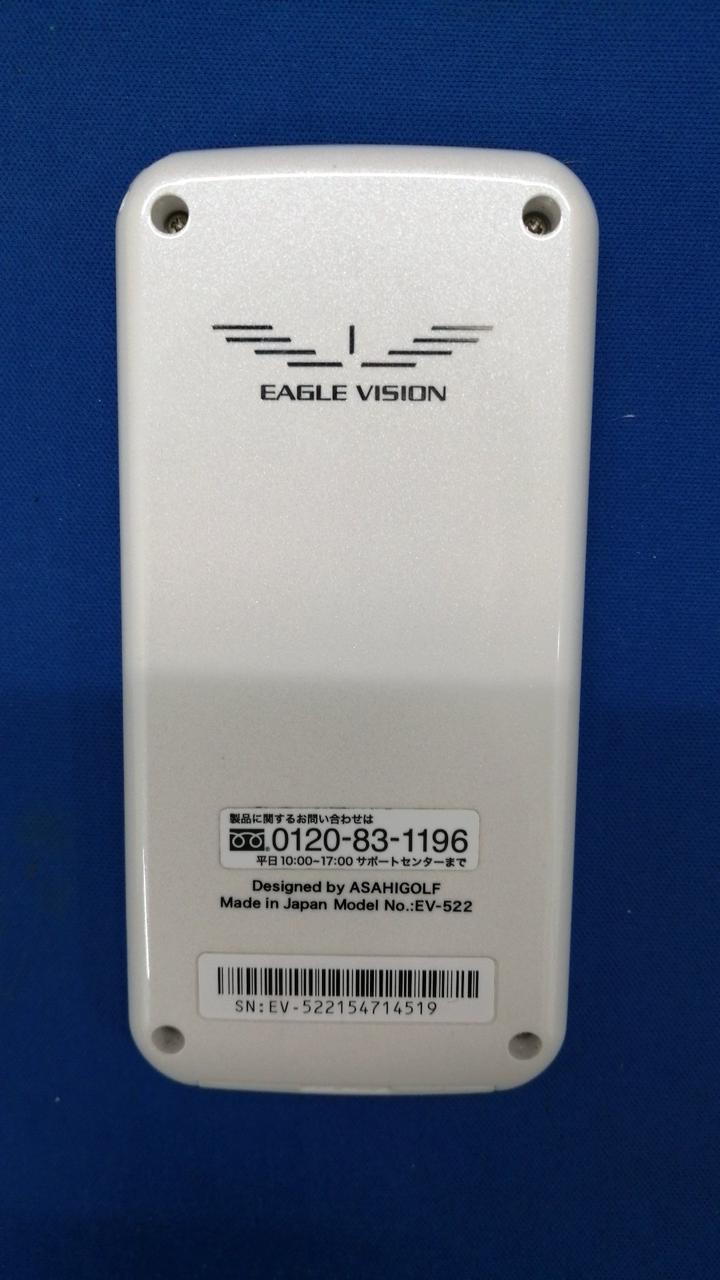 EAGLE VISION
製品に関するお問い合わせは
0120-83-1196
平日10:00~17:00 サポートセンターまで
Designed by ASAHIGOLF
Made in Japan Model No.:EV-522
SN:EV-522154714519